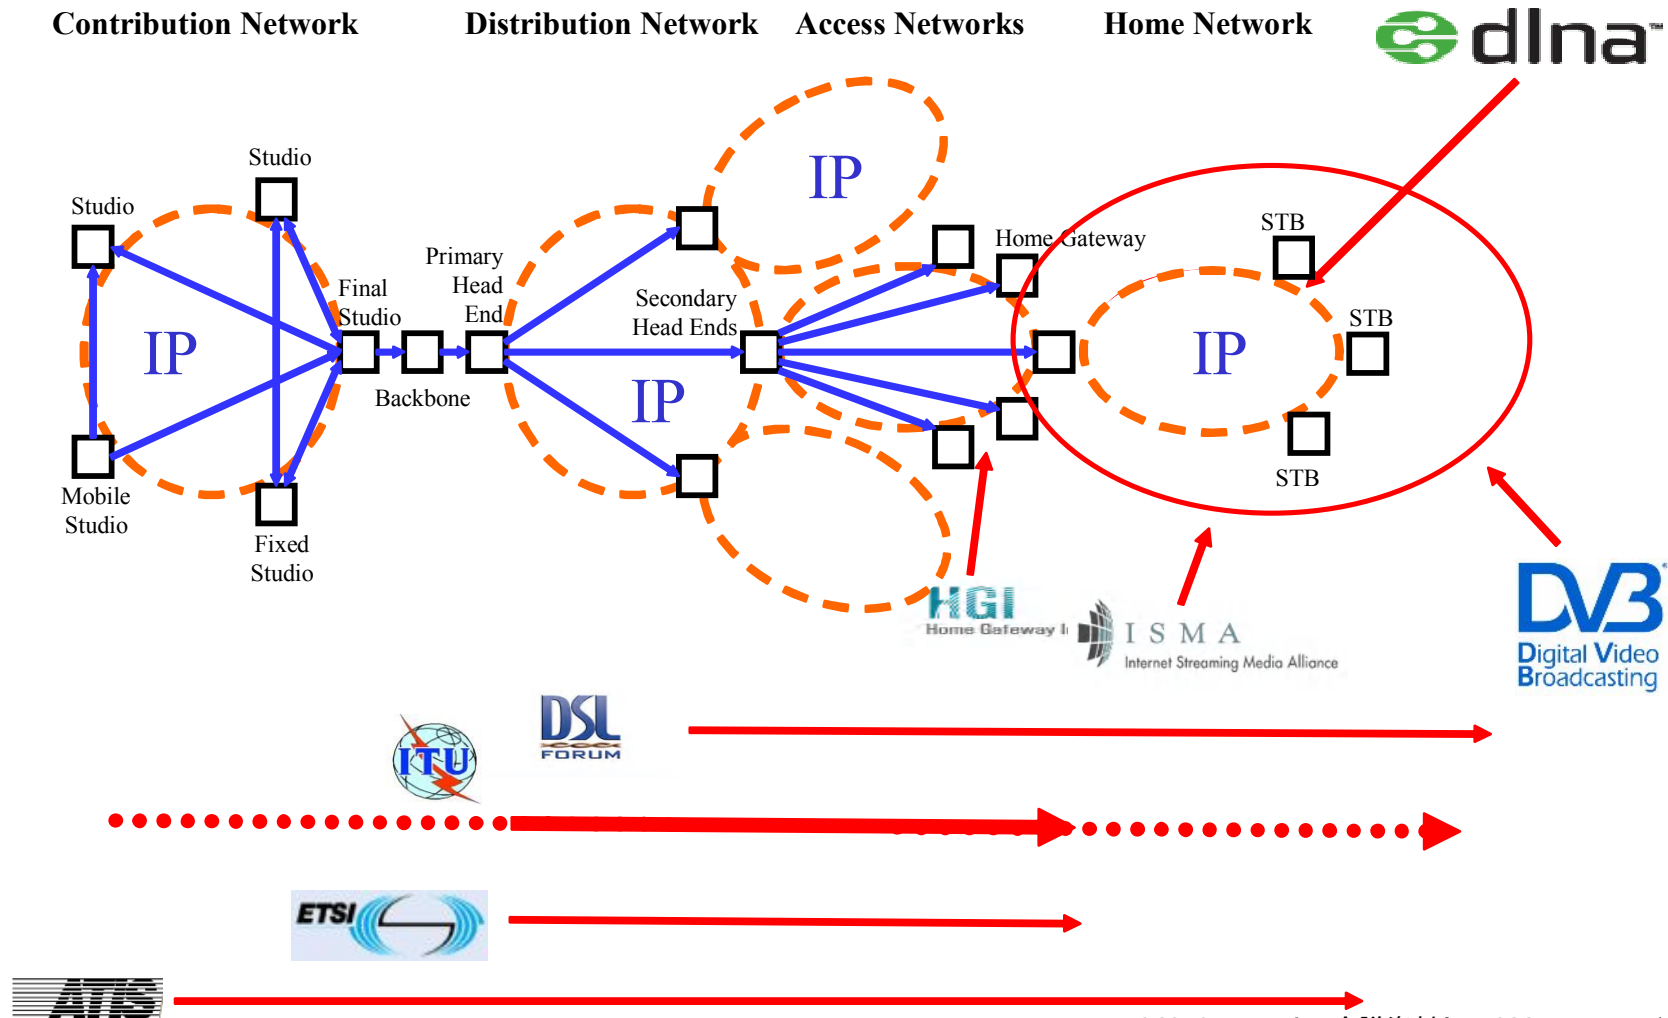 Contribution Network
Distribution Network
Access Networks
Home Network
dlna™
Studio
Studio
IP
Final
Studio
Primary
Head
End
Backbone
Mobile
Studio
Fixed
Studio
IP
Secondary
Head Ends
IP
Home Gateway
STB
STB
STB
IP
HGI
Home Gateway
ISMA
Internet Streaming Media Alliance
DVB
Digital Video
Broadcasting
DSL
FORUM
ITU
ETSI
ATIS